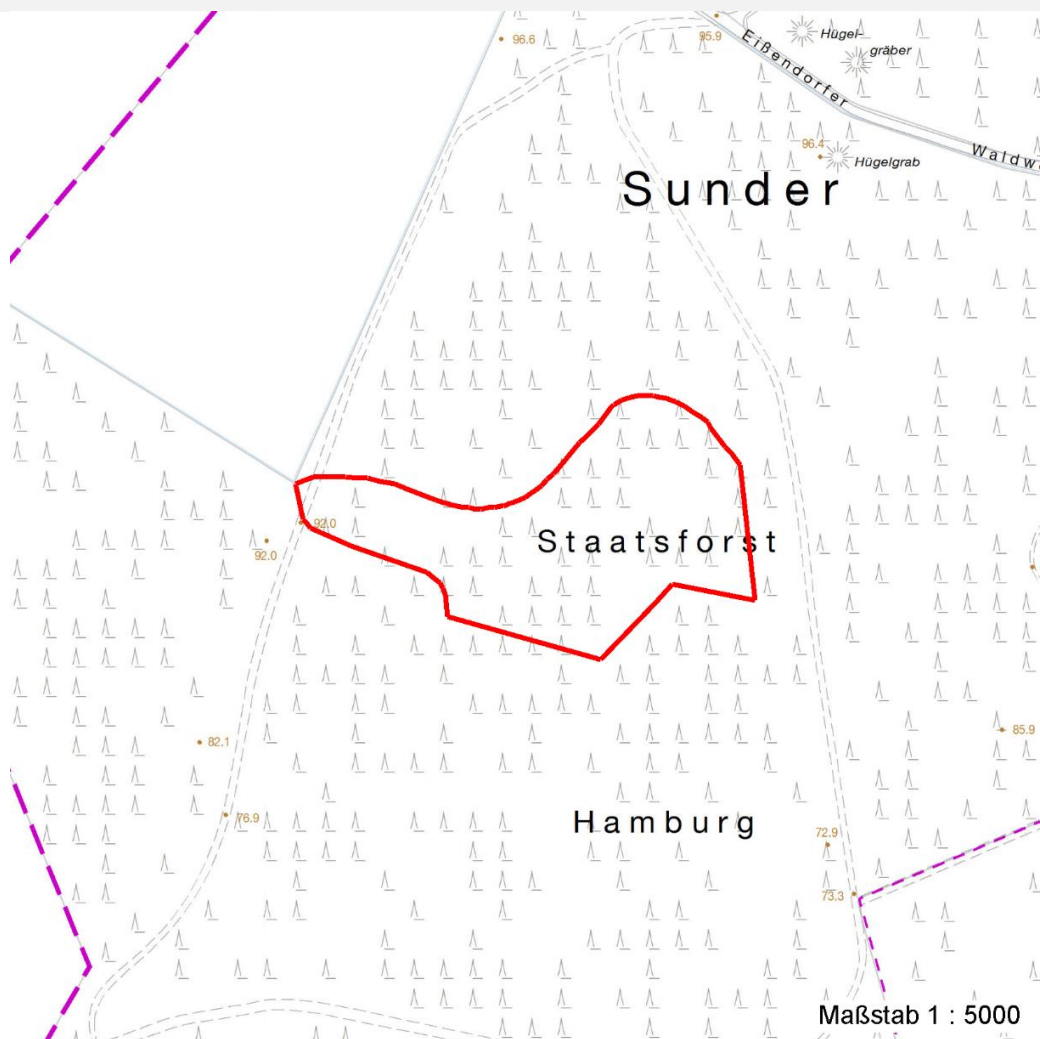 96.6
95.9
Hügel-
gräber
Eißendorfer
Waldw
96.4
Hügelgrab
Sunder
92.0
92.0
Staatsforst
82.1
85.9
76.9
Hamburg
72.9
73.3
Maßstab 1 : 5000